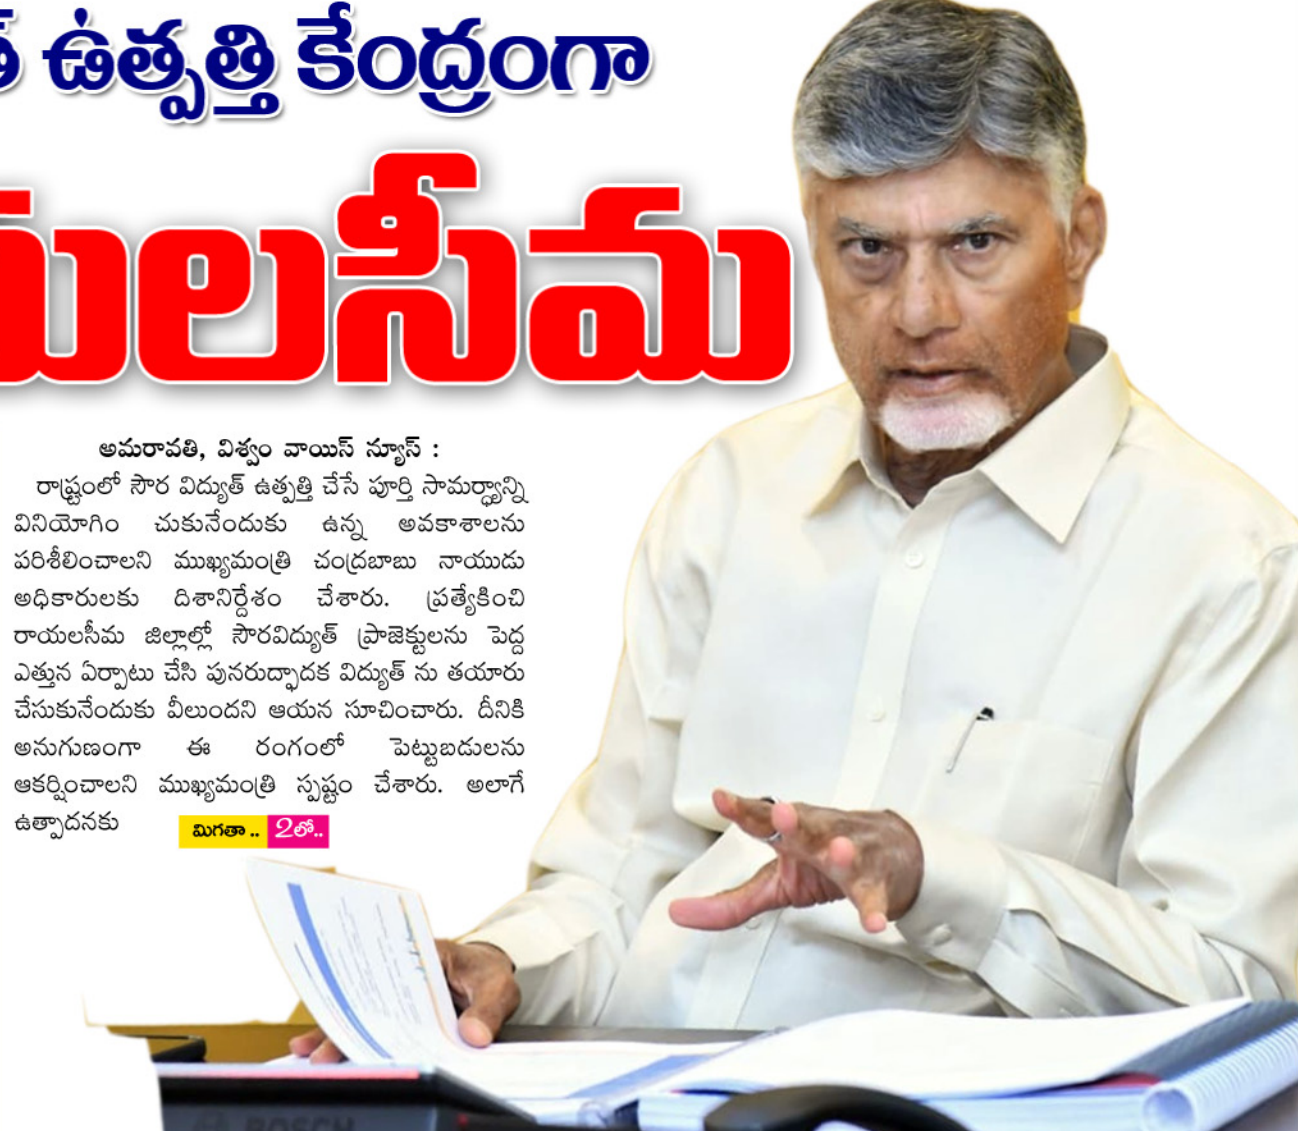 ఉత్పత్తి కేంద్రంగా
లసీమ
అమరావతి, విశ్వం వాయిస్ న్యూస్ :
రాష్ట్రంలో సౌర విద్యుత్ ఉత్పత్తి చేసే పూర్తి సామర్థ్యాన్ని
వినియోగిం చుకునేందుకు ఉన్న అవకాశాలను
పరిశీలించాలని ముఖ్యమంత్రి చంద్రబాబు నాయుడు
అధికారులకు దిశానిర్దేశం చేశారు. ప్రత్యేకించి
రాయలసీమ జిల్లాల్లో సౌరవిద్యుత్ ప్రాజెక్టులను పెద్ద
ఎత్తున ఏర్పాటు చేసి పునరుద్పాదక విద్యుత్ ను తయారు
చేసుకునేందుకు వీలుందని ఆయన సూచించారు. దీనికి
అనుగుణంగా ఈ రంగంలో పెట్టుబడులను
ఆకర్షించాలని ముఖ్యమంత్రి స్పష్టం చేశారు. అలాగే
ఉత్పాదనకు
మిగతా.. 2లో..
BOSCH